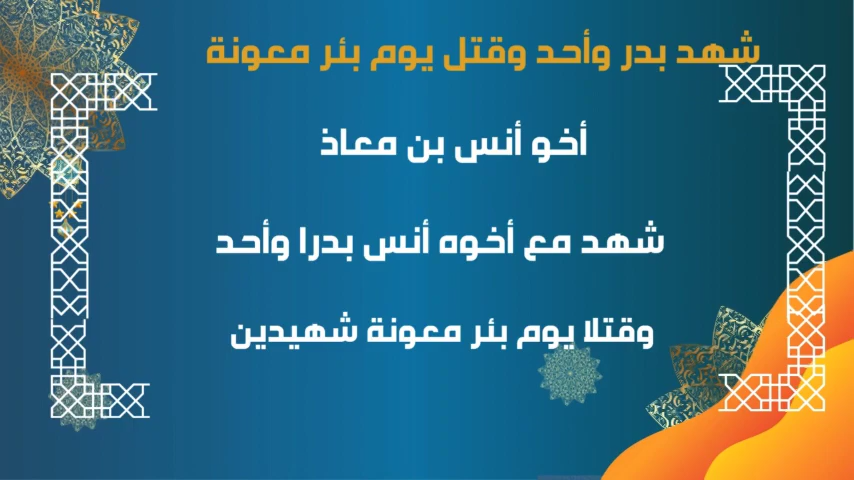 شهد بدر وأحد وقتل يوم بئر معونة
أخو أنس بن معاذ
شهد مع أخوه أنس بدرا وأحد
وقتلا يوم بئر معونة شهيدين